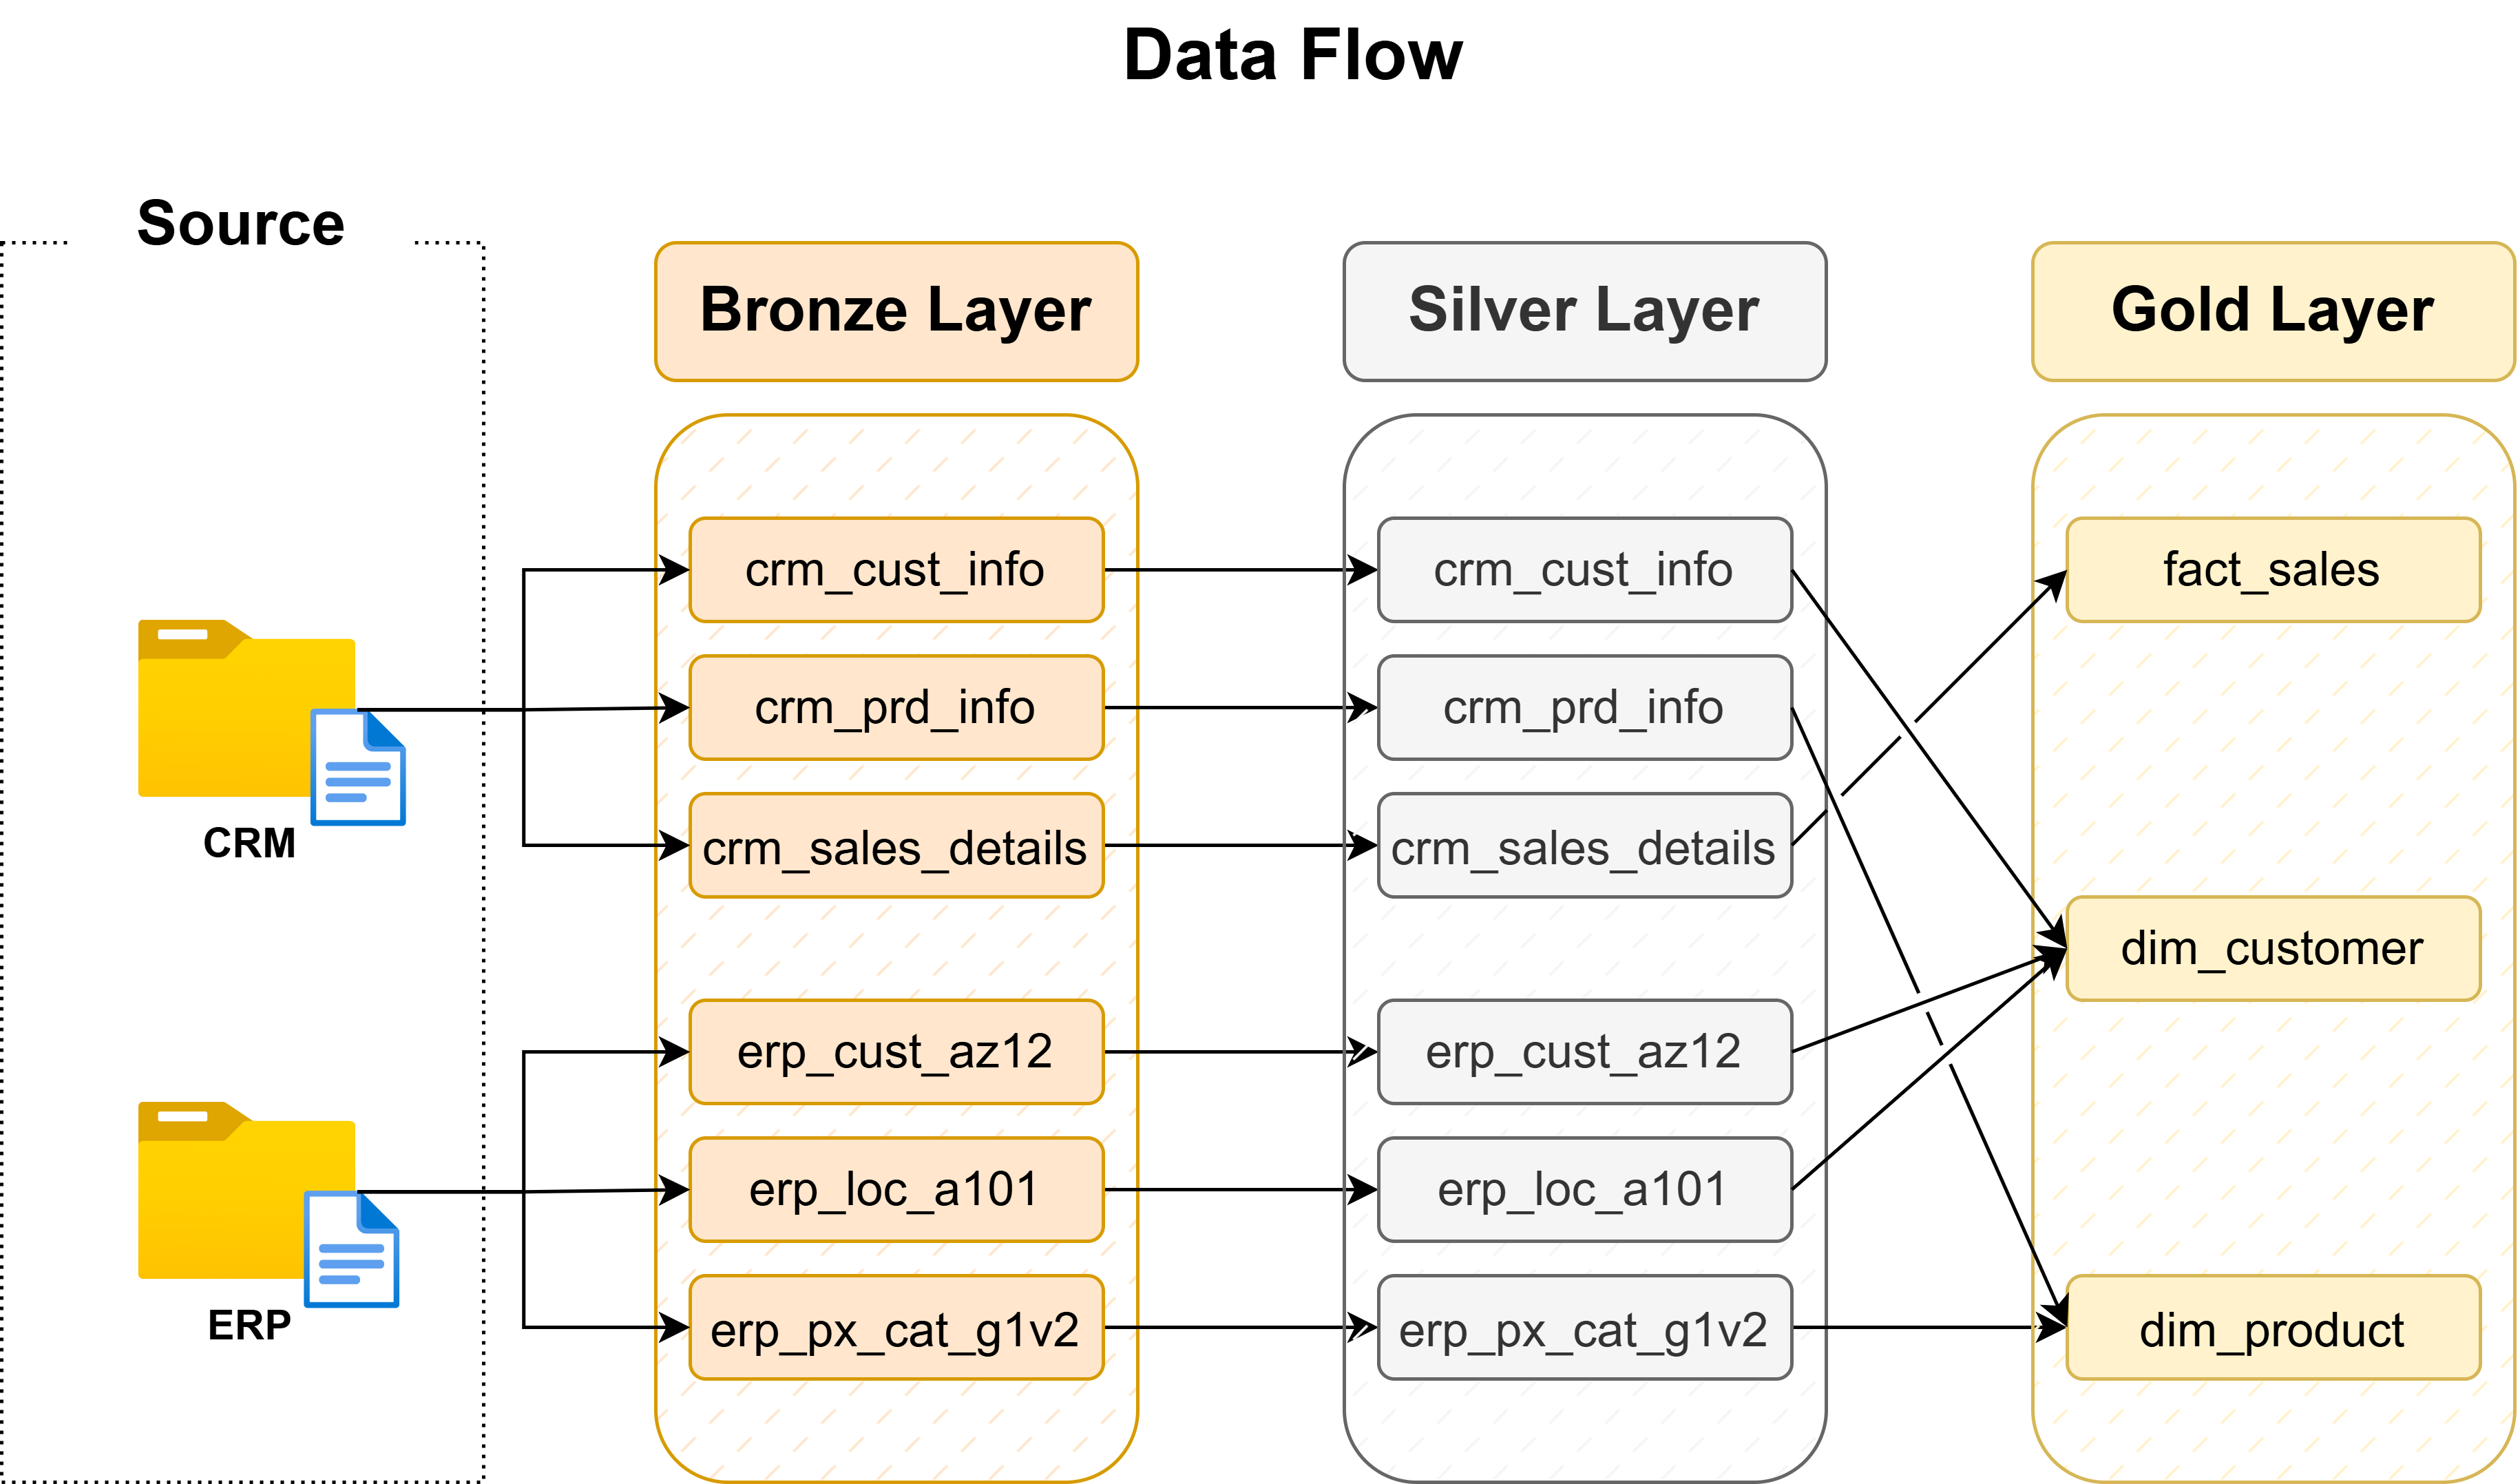 Data Flow
Source
Bronze Layer
Silver Layer
Gold Layer
crm_cust_info
crm_cust_info
fact_sales
crm_prd_info
crm_prd_info
CRM
crm_sales_details
crm_sales_details
dim_customer
erp_cust_az12
erp_cust_az12
erp_loc_a101
erp_loc_a101
ERP
erp_px_cat_g1v2
erp_px_cat_g1v2
dim_product